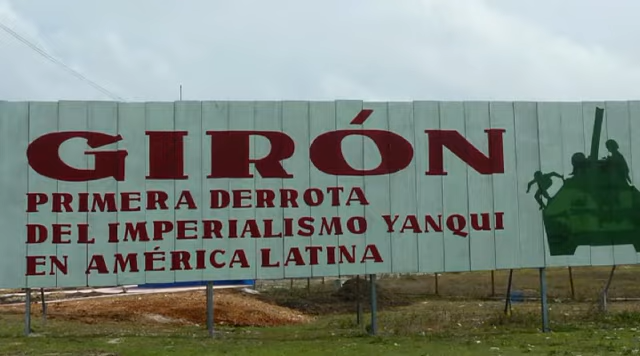 GIRÓN
PRIMERA DERROTA
DEL IMPERIALISMO YANQUI
EN AMÉRICA LATINA